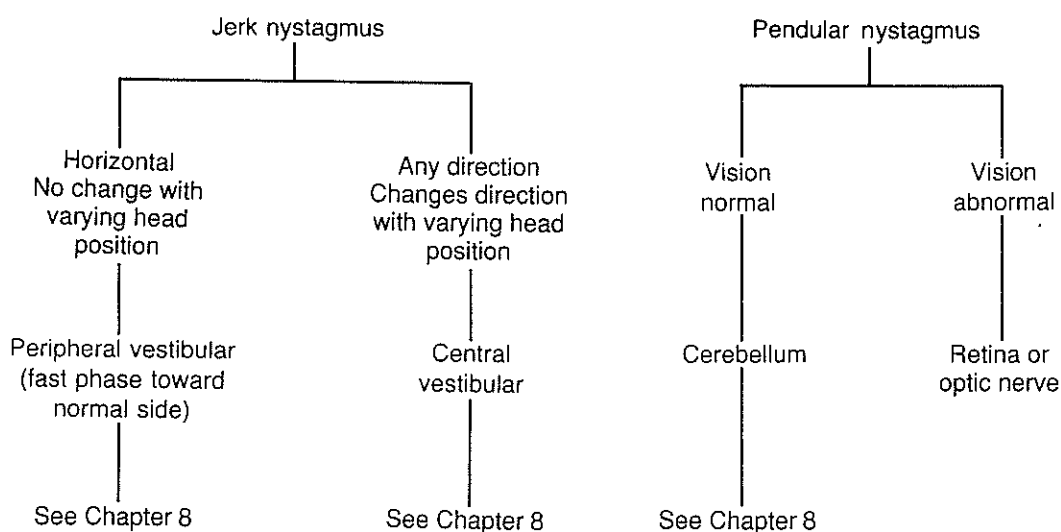 Jerk nystagmus
Horizontal
No change with
varying head
position
Peripheral vestibular
(fast phase toward
normal side)
See Chapter 8
Any direction
Changes direction
with varying head
position
Central
vestibular
See Chapter 8
Pendular nystagmus
Vision
normal
Cerebellum
See Chapter 8
Vision
abnormal
Retina or
optic nerve